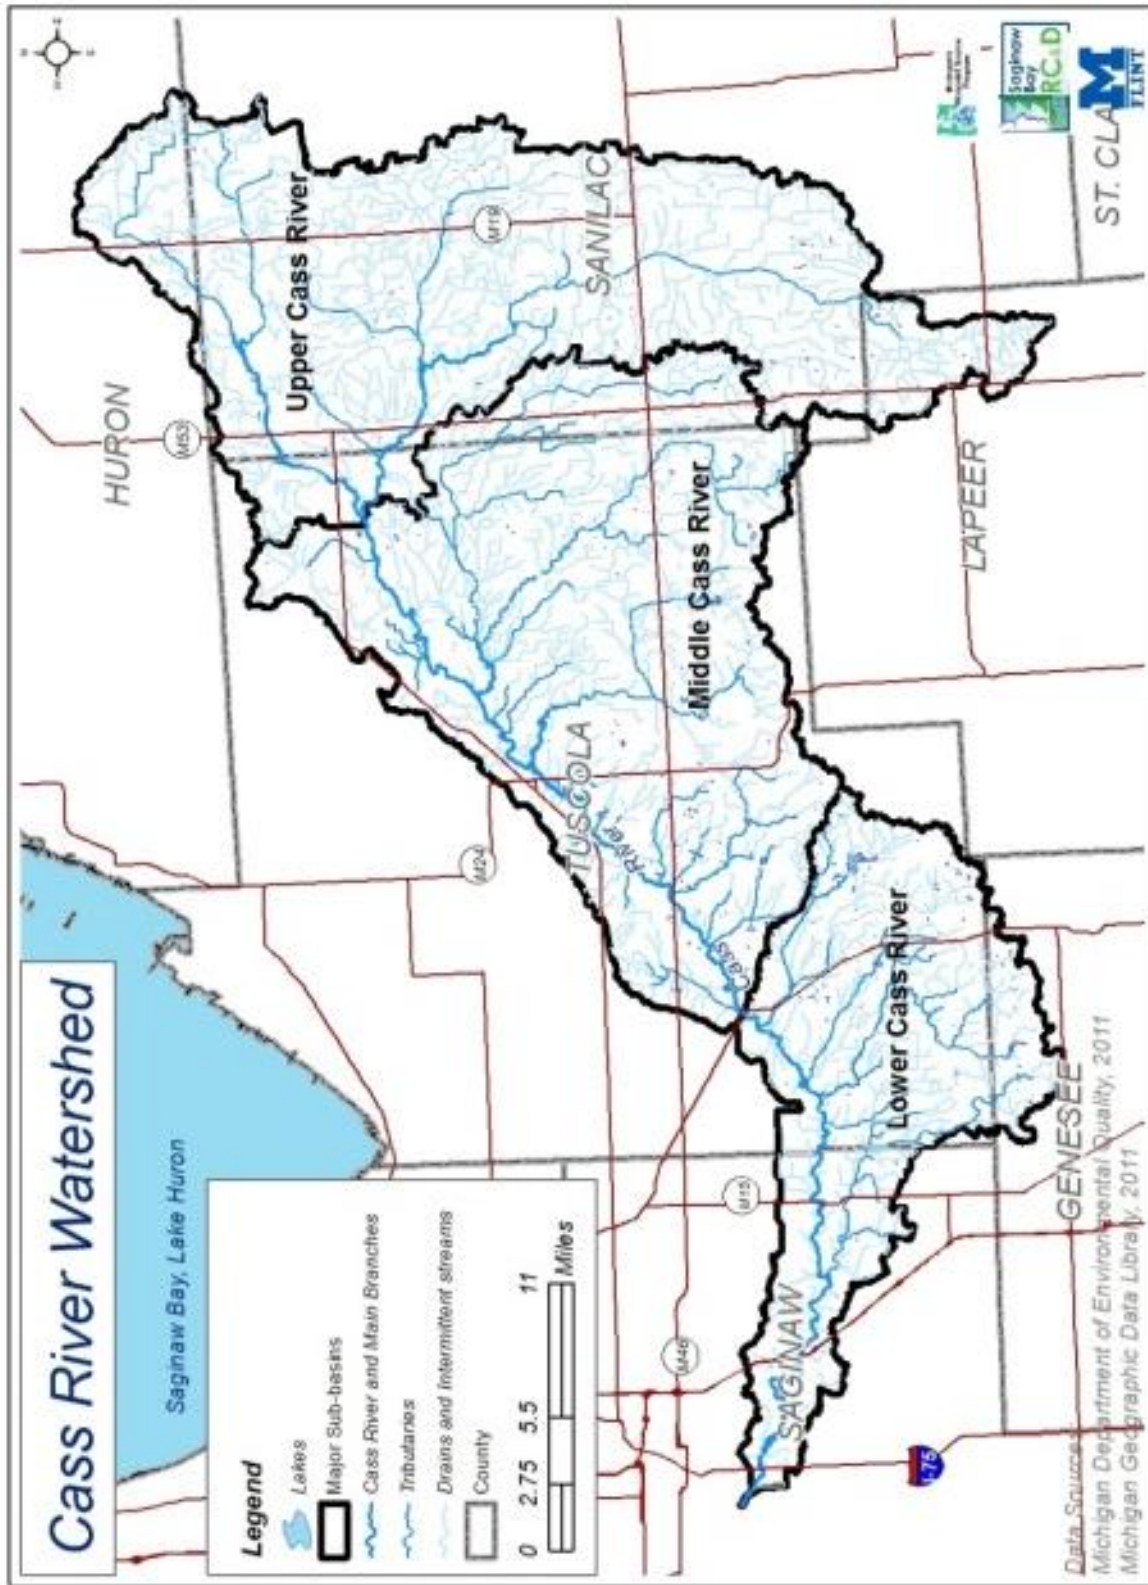 Cass River Watershed
Saginaw Bay, Lake Huron
HURON
M53
Upper Cass River
M19
SANILAC
M24
TUSCOLA
Middle Cass River
River
Cass
LAPEER
ST. CLA
Lower Cass River
M15
M46
SAGINAW
GENESEE
I-75
Legend
Lakes
Major Sub-basins
Cass River and Main Branches
Tributaries
Drains and Intermittent streams
County
0 2.75 5.5 11
Miles
Data Sources
Michigan Department of Environmental Quality, 2011
Michigan Geographic Data Library, 2011
Saginaw
Bay
RC&D
M
FLINT